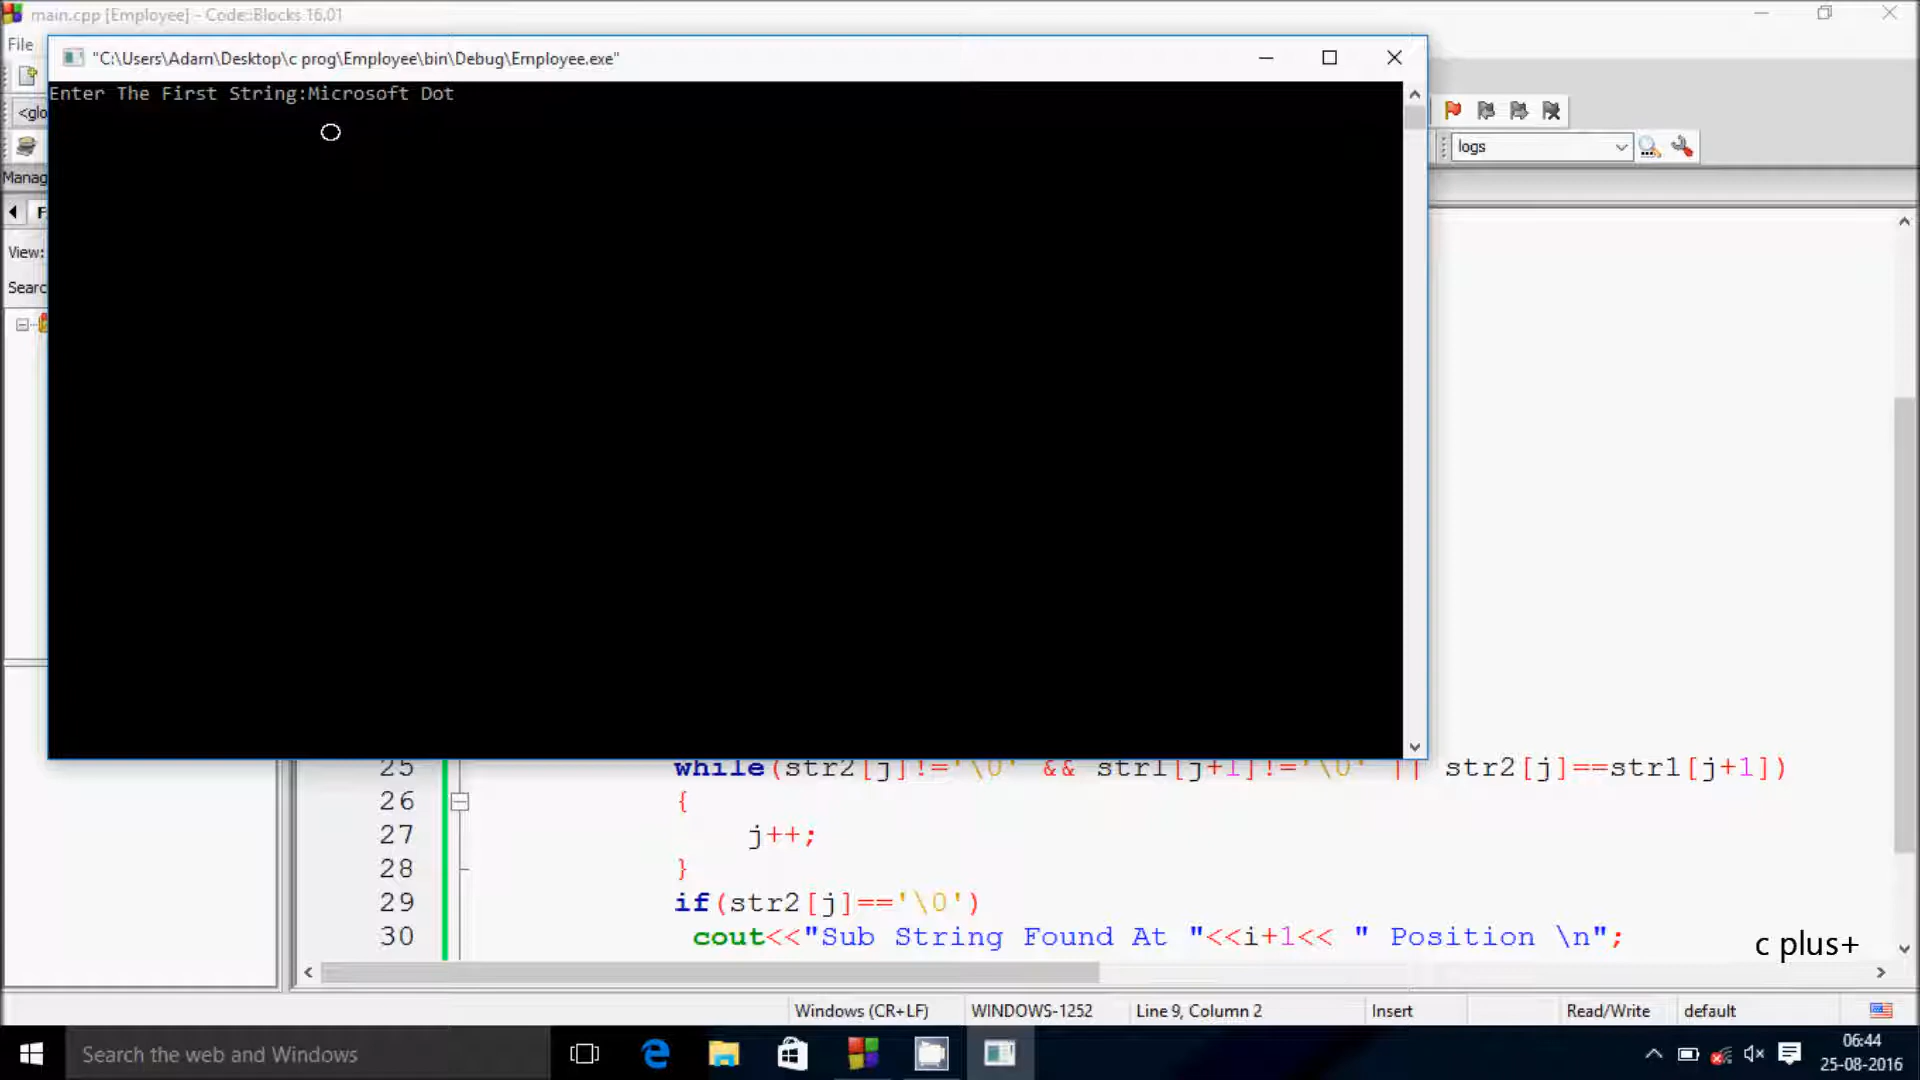 main.cpp [Employee] - Code::Blocks 16.01
File
"C:\Users\Adam\Desktop\c prog\Employee\bin\Debug\Employee.exe"
Enter The First String:Microsoft Dot
<glo
logs
Manag
F
View:
Searc
25 while(str2[j]!='\0' && str1[j+1]!='\0' || str2[j]==str1[j+1])
26 {
27 j++;
28 }
29 if(str2[j]=='\0')
30 cout<<"Sub String Found At "<<i+1<< " Position \n";
c plus+
Windows (CR+LF) WINDOWS-1252 Line 9, Column 2 Insert Read/Write default
Search the web and Windows
06:44
25-08-2016